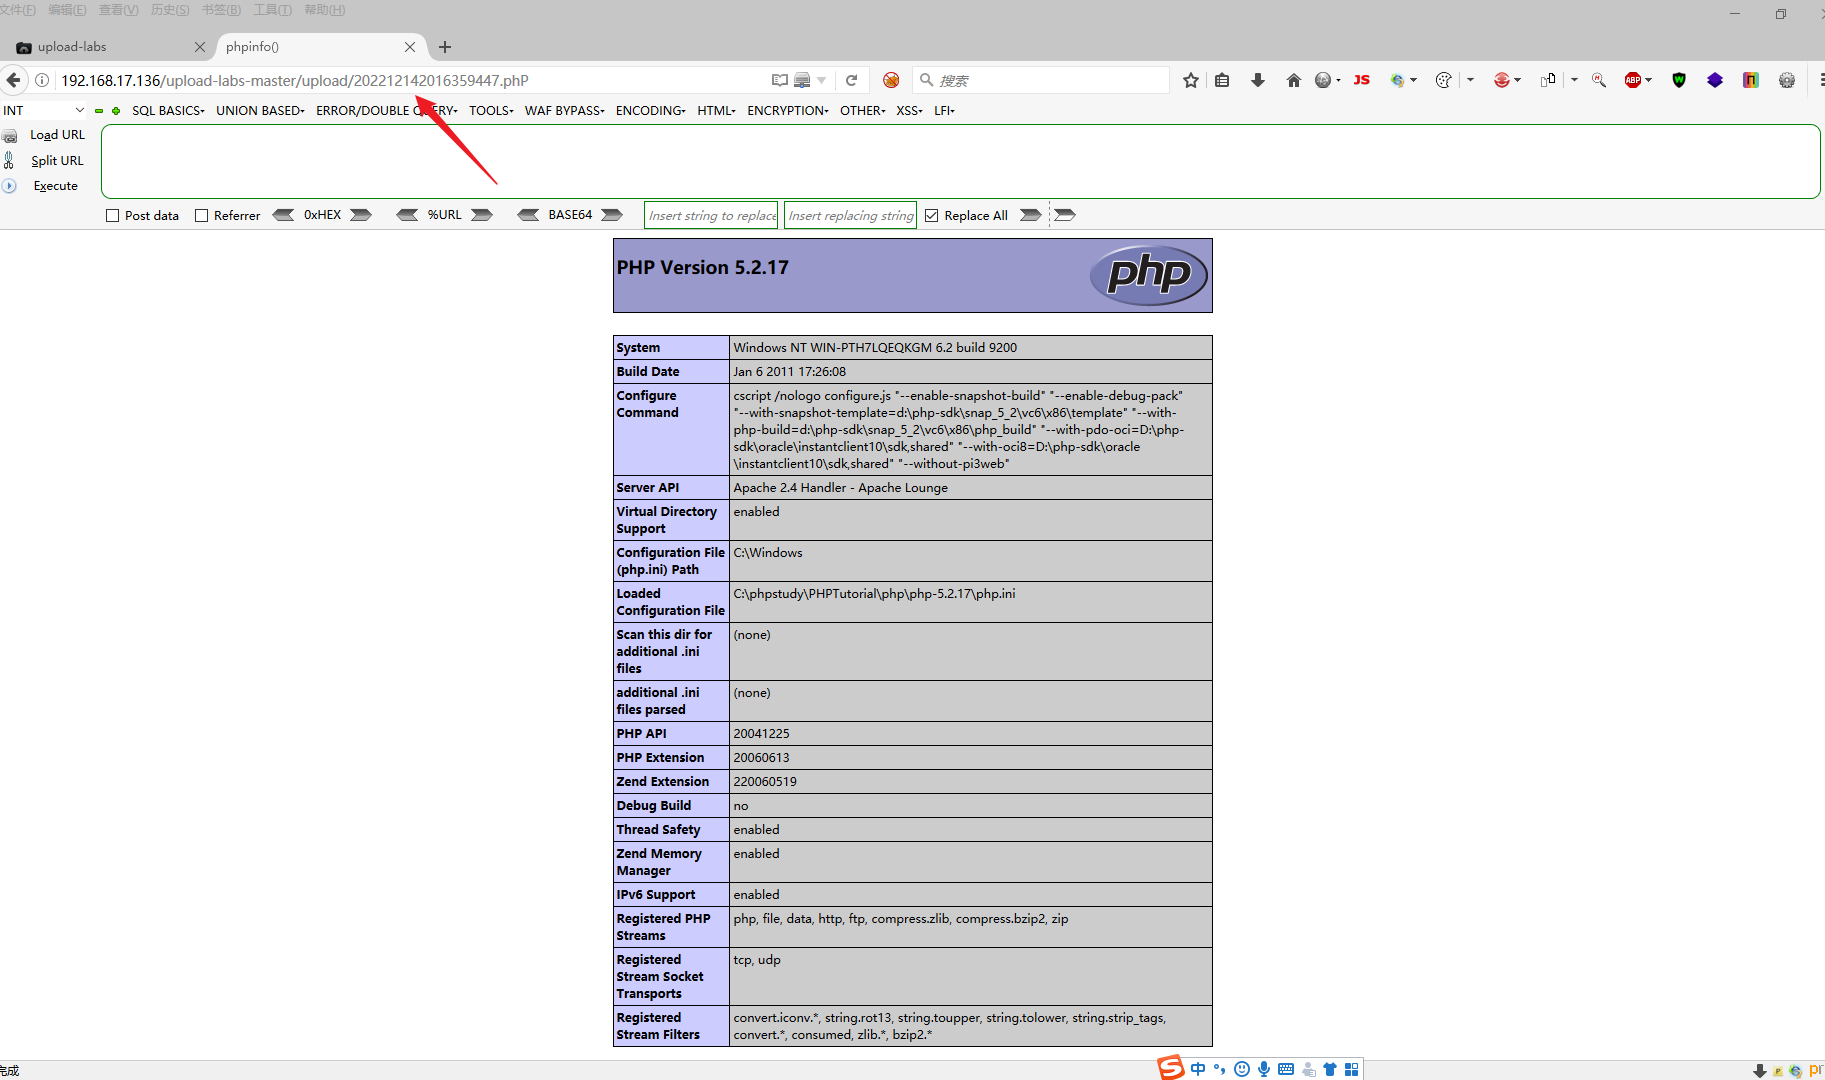 文件(F) 编辑(E) 查看(V) 历史(S) 书签(B) 工具(T) 帮助(H)
upload-labs
phpinfo()
192.168.17.136/upload-labs-master/upload/202212142016359447.phP
搜索
JS
ABP
INT
SQL BASICS
UNION BASED
ERROR/DOUBLE QUERY
TOOLS
WAF BYPASS
ENCODING
HTML
ENCRYPTION
OTHER
XSS
LFI
Load URL
Split URL
Execute
Post data
Referrer
0xHEX
%URL
BASE64
Insert string to replace
Insert replacing string
Replace All
PHP Version 5.2.17
php
System Windows NT WIN-PTH7LQEQKGM 6.2 build 9200
Build Date Jan 6 2011 17:26:08
Configure
Command
cscript /nologo configure.js "--enable-snapshot-build" "--enable-debug-pack"
"--with-snapshot-template=d:\php-sdk\snap_5_2\vc6\x86\template" "--with-
php-build=d:\php-sdk\snap_5_2\vc6\x86\php_build" "--with-pdo-oci=D:\php-
sdk\oracle\instantclient10\sdk,shared" "--with-oci8=D:\php-sdk\oracle
\instantclient10\sdk,shared" "--without-pi3web"
Server API Apache 2.4 Handler - Apache Lounge
Virtual Directory
Support
enabled
Configuration File
(php.ini) Path
C:\Windows
Loaded
Configuration File
C:\phpstudy\PHPTutorial\php\php-5.2.17\php.ini
Scan this dir for
additional .ini
files
(none)
additional .ini
files parsed
(none)
PHP API 20041225
PHP Extension 20060613
Zend Extension 220060519
Debug Build no
Thread Safety enabled
Zend Memory
Manager
enabled
IPv6 Support enabled
Registered PHP
Streams
php, file, data, http, ftp, compress.zlib, compress.bzip2, zip
Registered
Stream Socket
Transports
tcp, udp
Registered
Stream Filters
convert.iconv.*, string.rot13, string.toupper, string.tolower, string.strip_tags,
convert.*, consumed, zlib.*, bzip2.*
完成
中